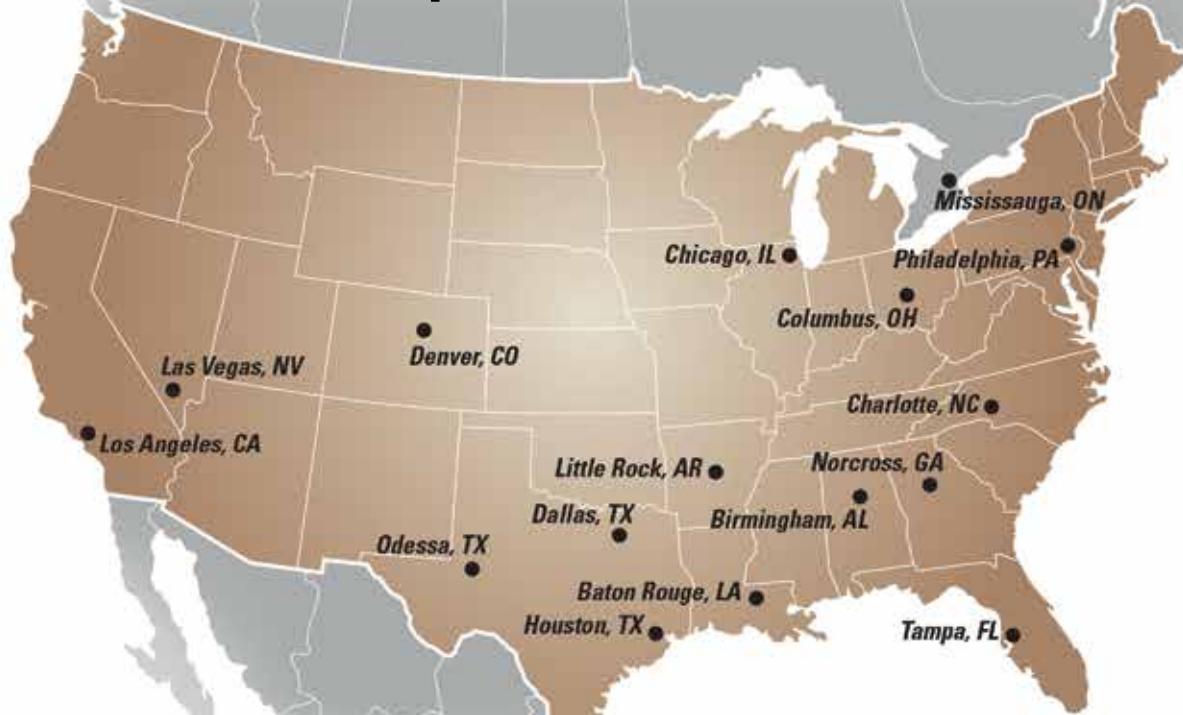 Mississauga, ON
Chicago, IL
Philadelphia, PA
Columbus, OH
Denver, CO
Las Vegas, NV
Charlotte, NC
Los Angeles, CA
Little Rock, AR
Norcross, GA
Dallas, TX
Birmingham, AL
Odessa, TX
Baton Rouge, LA
Houston, TX
Tampa, FL